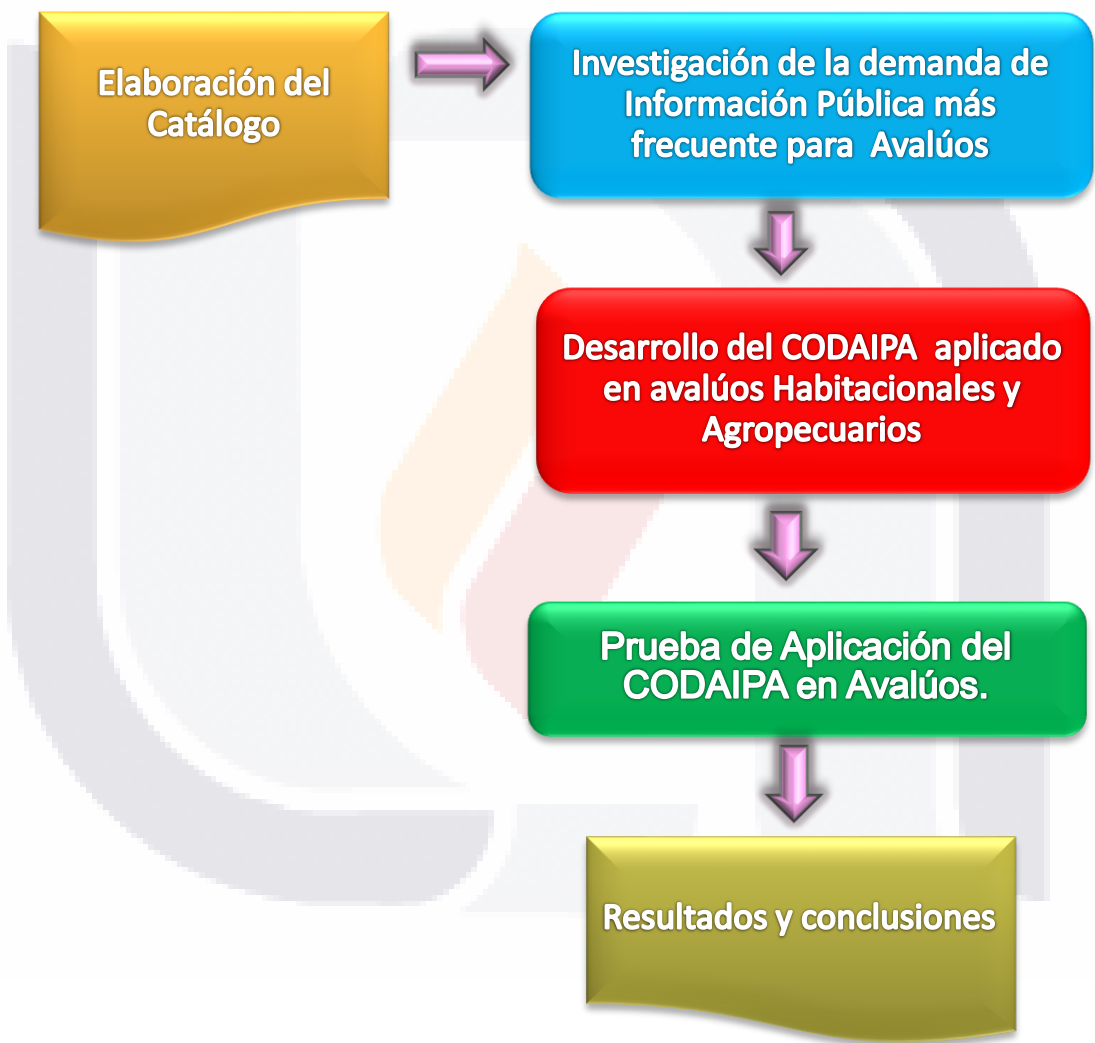 Elaboración del
Catálogo
Investigación de la demanda de
Información Pública más
frecuente para Avalúos
Desarrollo del CODAIPA aplicado
en avalúos Habitacionales y
Agropecuarios
Prueba de Aplicación del
CODAIPA en Avalúos.
Resultados y conclusiones